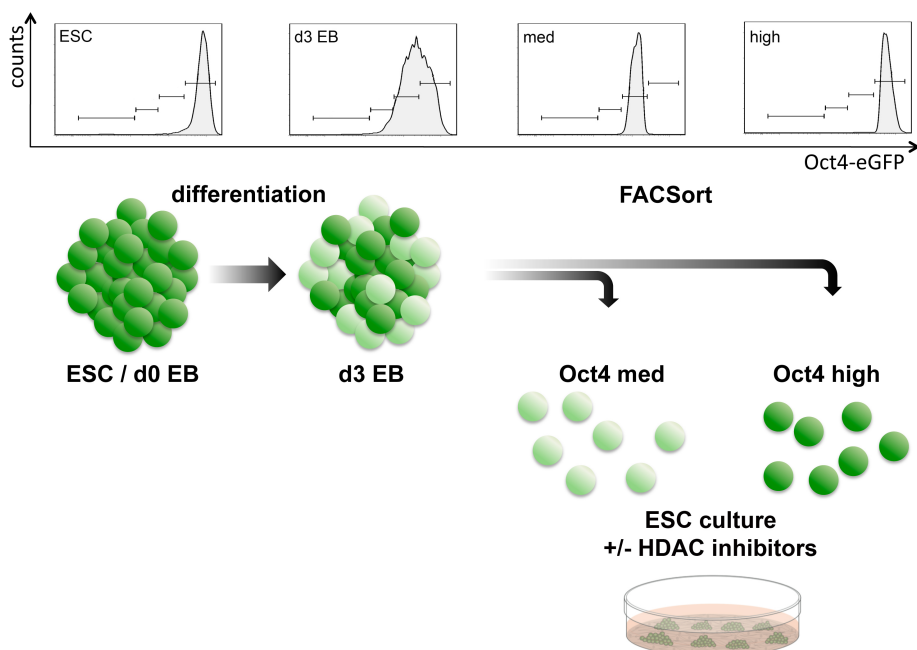 counts
ESC
d3 EB
med
high
Oct4-eGFP
differentiation
FACSort
ESC / d0 EB
d3 EB
Oct4 med
Oct4 high
ESC culture
+/- HDAC inhibitors